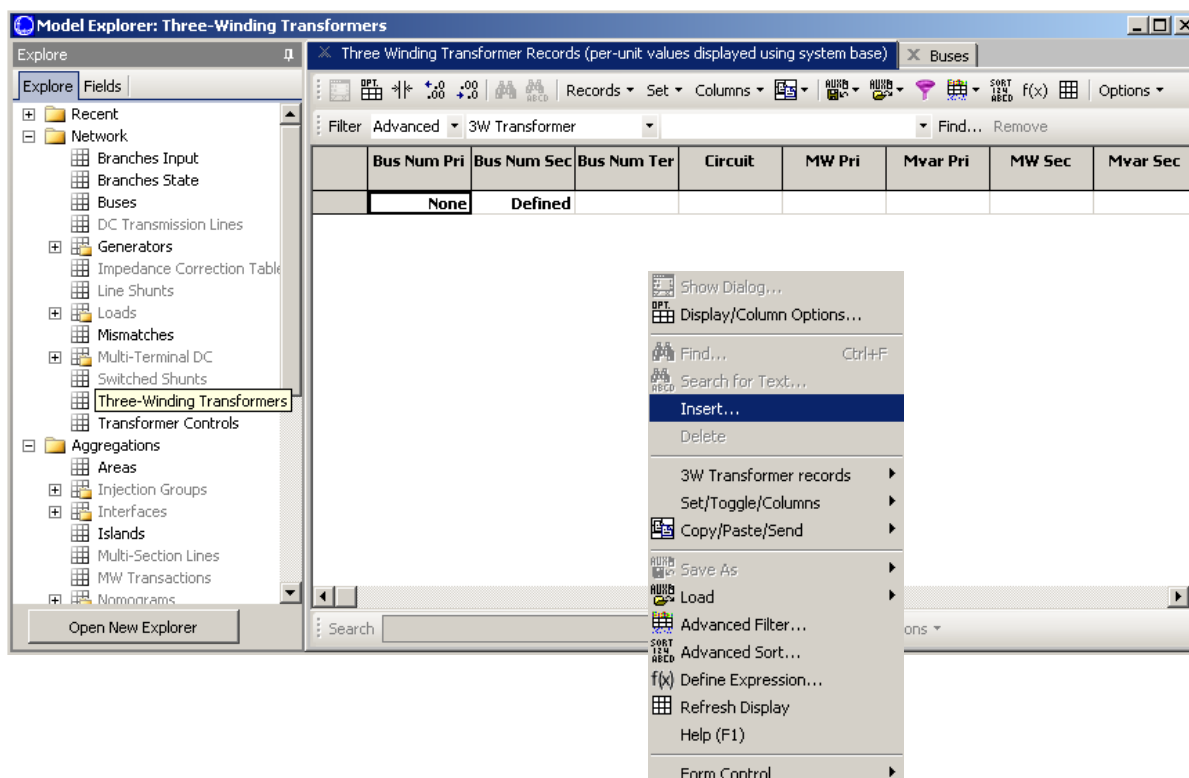 Model Explorer: Three-Winding Transformers
Explore
Explore Fields
Recent
Network
Branches Input
Branches State
Buses
DC Transmission Lines
Generators
Impedance Correction Table
Line Shunts
Loads
Mismatches
Multi-Terminal DC
Switched Shunts
Three-Winding Transformers
Transformer Controls
Aggregations
Areas
Injection Groups
Interfaces
Islands
Multi-Section Lines
MW Transactions
Nomograms
Open New Explorer
Three Winding Transformer Records (per-unit values displayed using system base) Buses
Records Set Columns AUXB AUXB SORT 124 ABCD f(x) Options
Filter Advanced 3W Transformer Find... Remove
Bus Num Pri Bus Num Sec Bus Num Ter Circuit MW Pri Mvar Pri MW Sec Mvar Sec
None Defined
Show Dialog...
Display/Column Options...
Find... Ctrl+F
Search for Text...
Insert...
Delete
3W Transformer records
Set/Toggle/Columns
Copy/Paste/Send
Save As
Load
Advanced Filter...
Advanced Sort...
f(x) Define Expression...
Refresh Display
Help (F1)
Form Control
Search ons